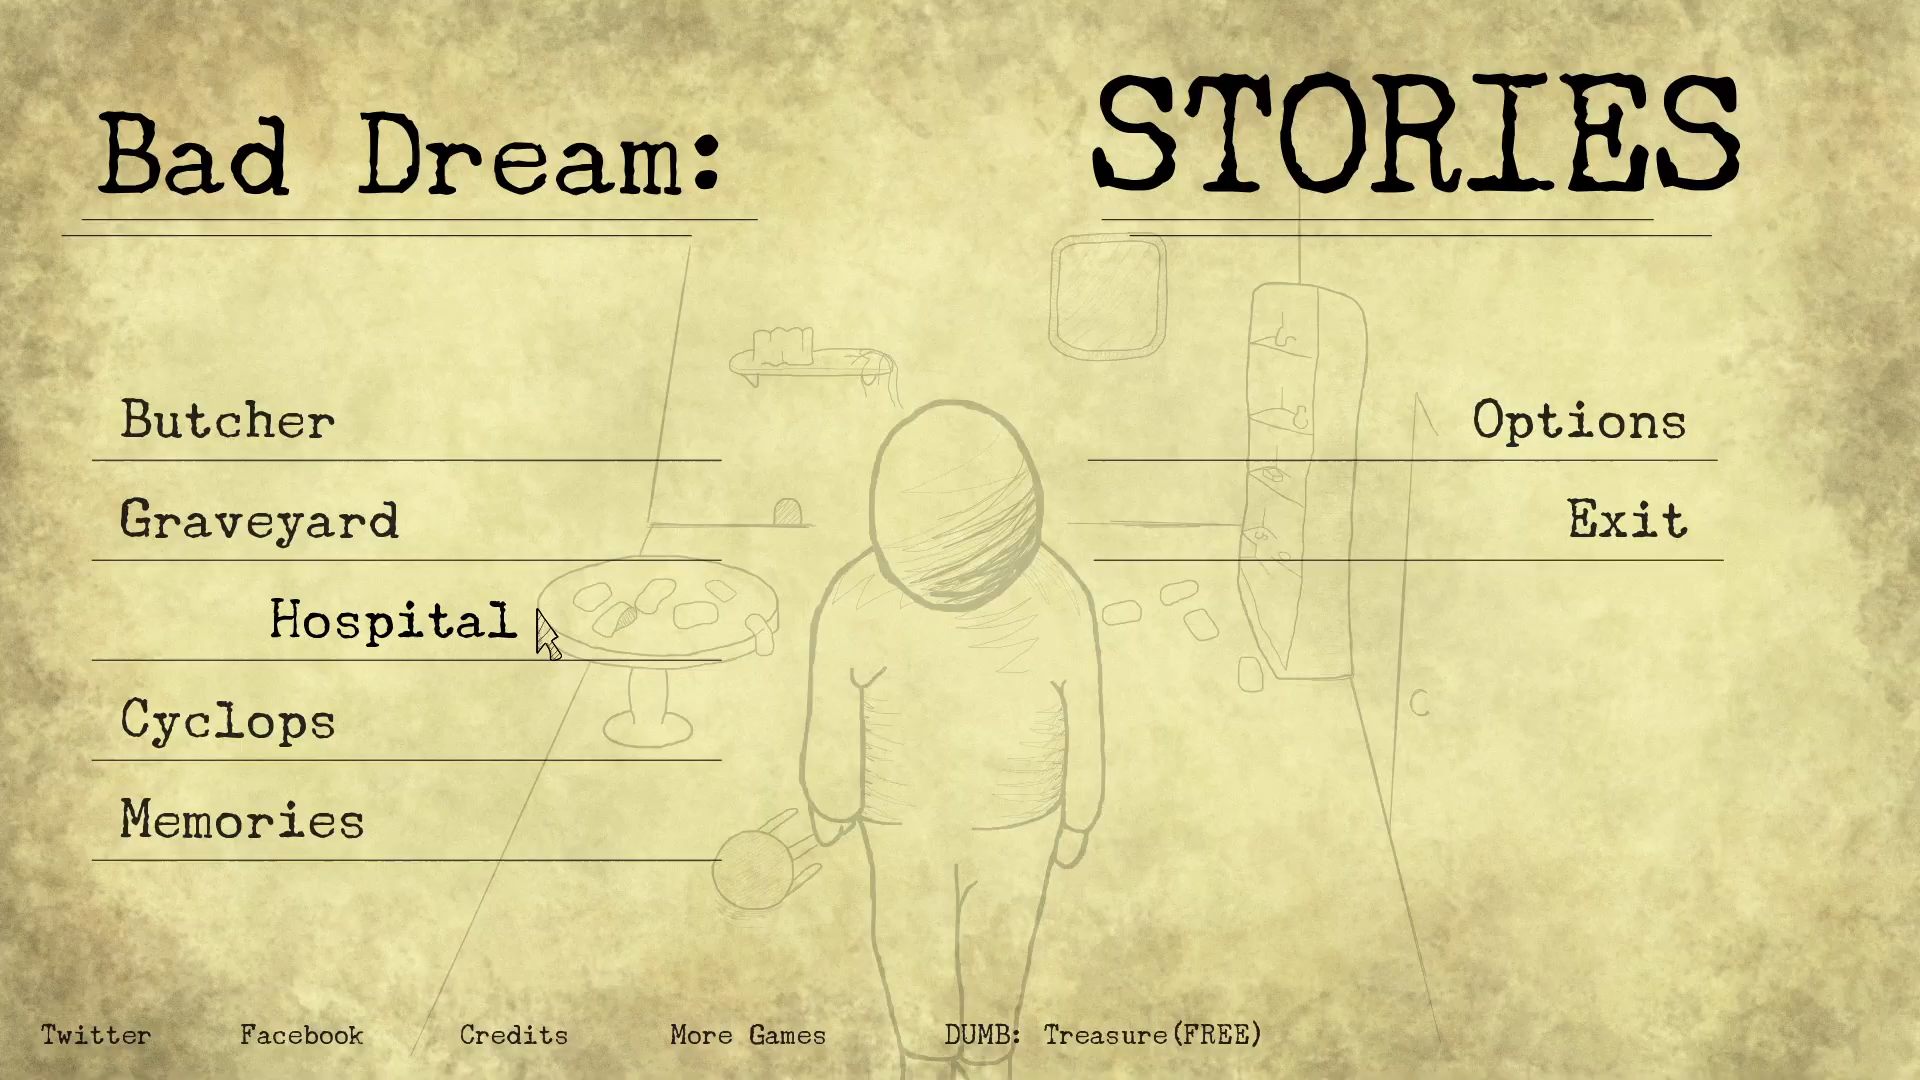 Bad Dream: STORIES
Butcher
Graveyard
Hospital
Cyclops
Memories
Options
Exit
Twitter Facebook Credits More Games DUMB: Treasure(FREE)